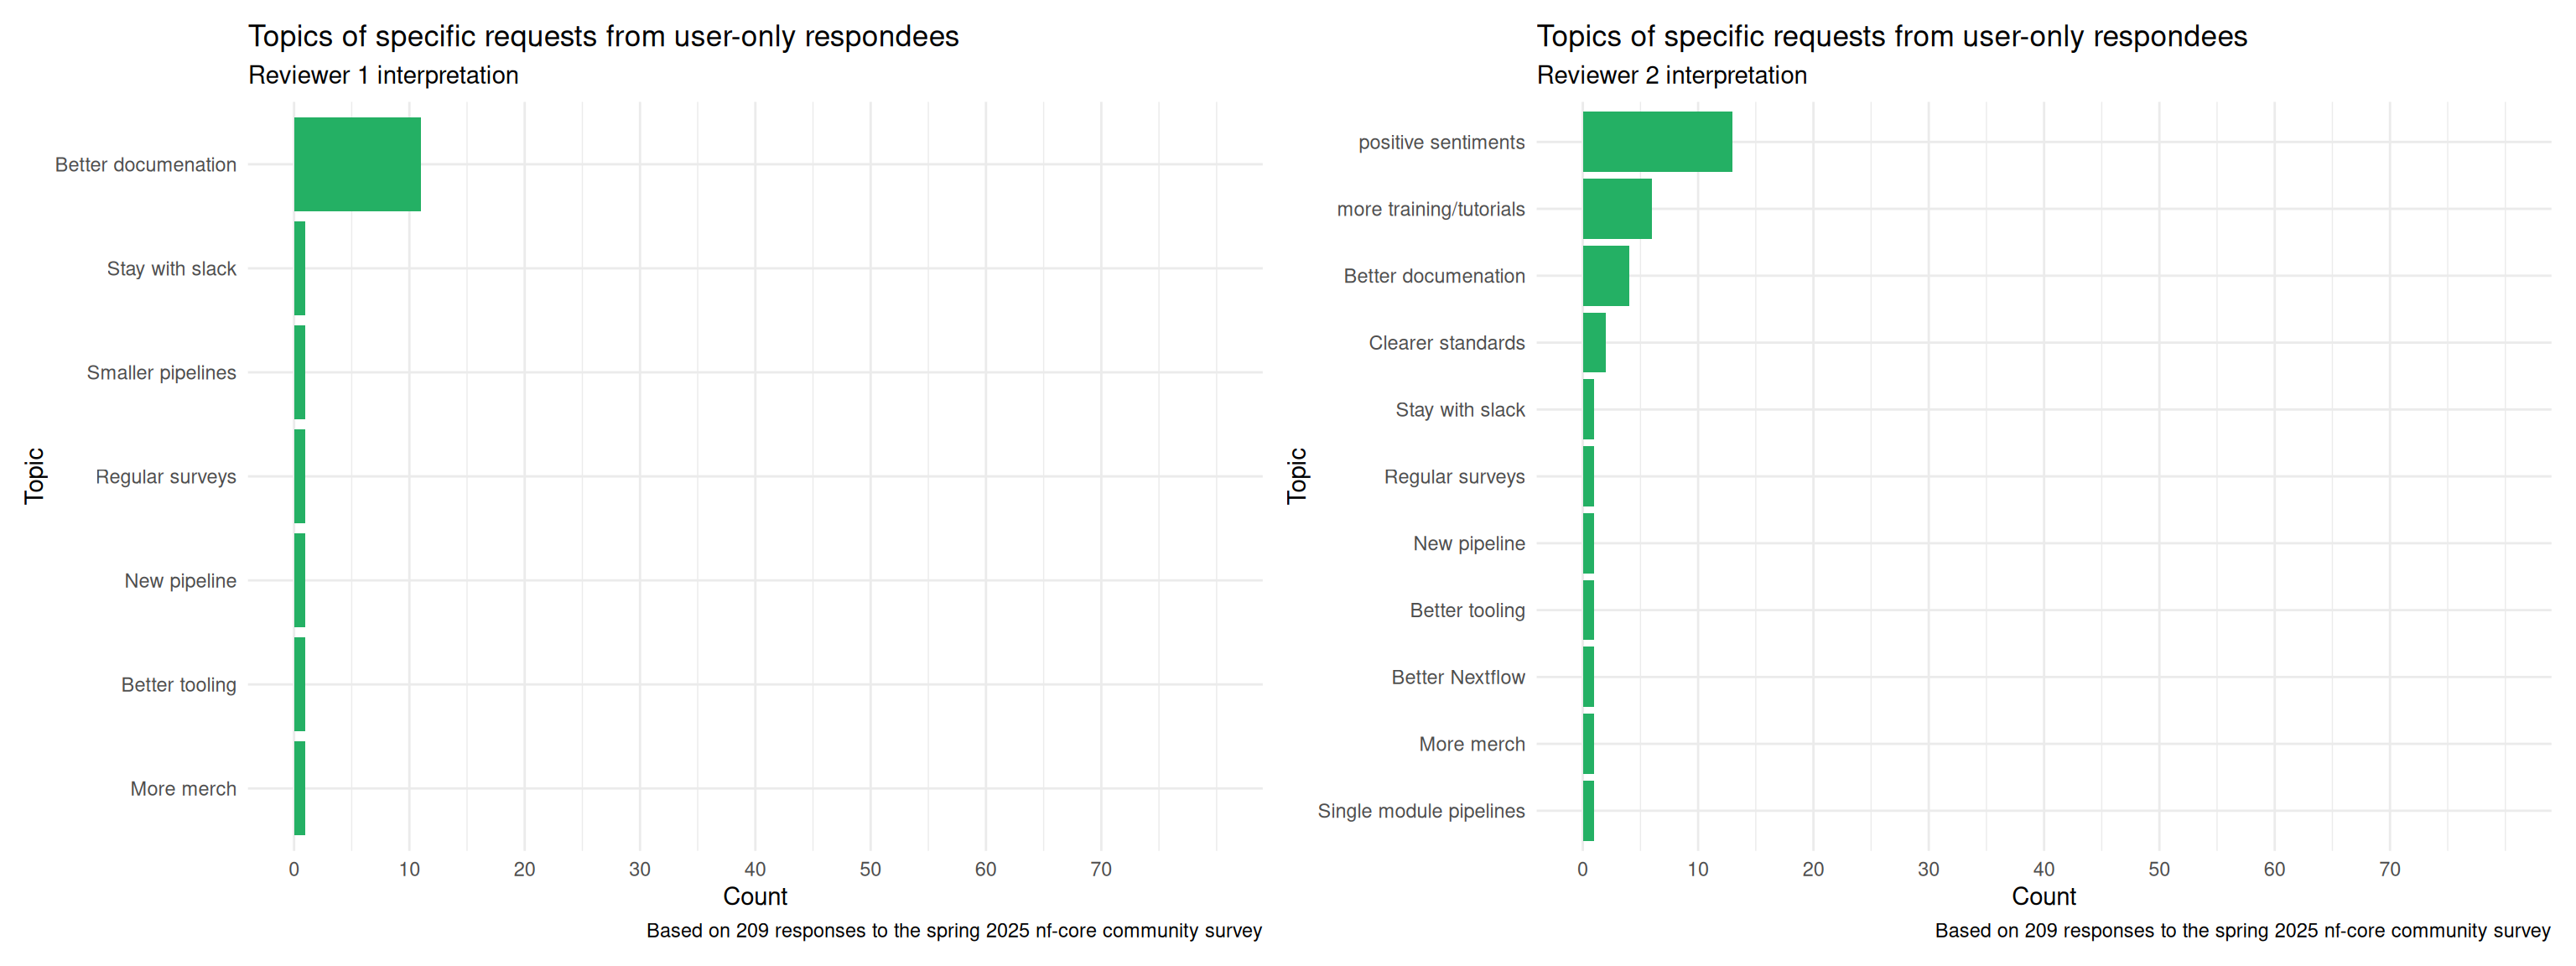 Topics of specific requests from user-only respondees
Reviewer 1 interpretation
Topic
Better documenation
Stay with slack
Smaller pipelines
Regular surveys
New pipeline
Better tooling
More merch
0 10 20 30 40 50 60 70
Count
Based on 209 responses to the spring 2025 nf-core community survey
Topics of specific requests from user-only respondees
Reviewer 2 interpretation
Topic
positive sentiments
more training/tutorials
Better documenation
Clearer standards
Stay with slack
Regular surveys
New pipeline
Better tooling
Better Nextflow
More merch
Single module pipelines
0 10 20 30 40 50 60 70
Count
Based on 209 responses to the spring 2025 nf-core community survey